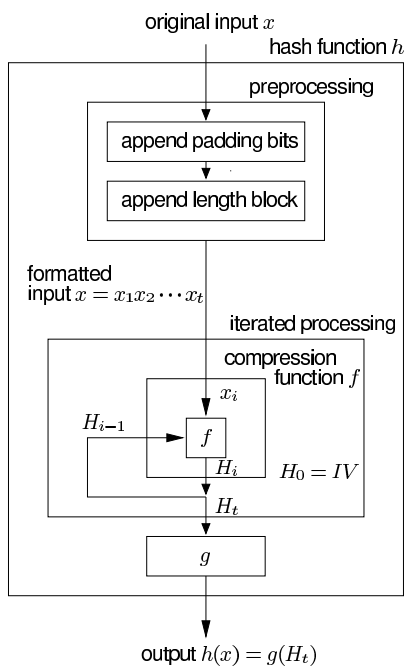 original input x
hash function h
preprocessing
append padding bits
append length block
formatted
input x = x₁x₂ ⋯ xₜ
iterated processing
compression
function f
xᵢ
Hᵢ₋₁
f
Hᵢ
H₀ = IV
Hₜ
g
output h(x) = g(Hₜ)